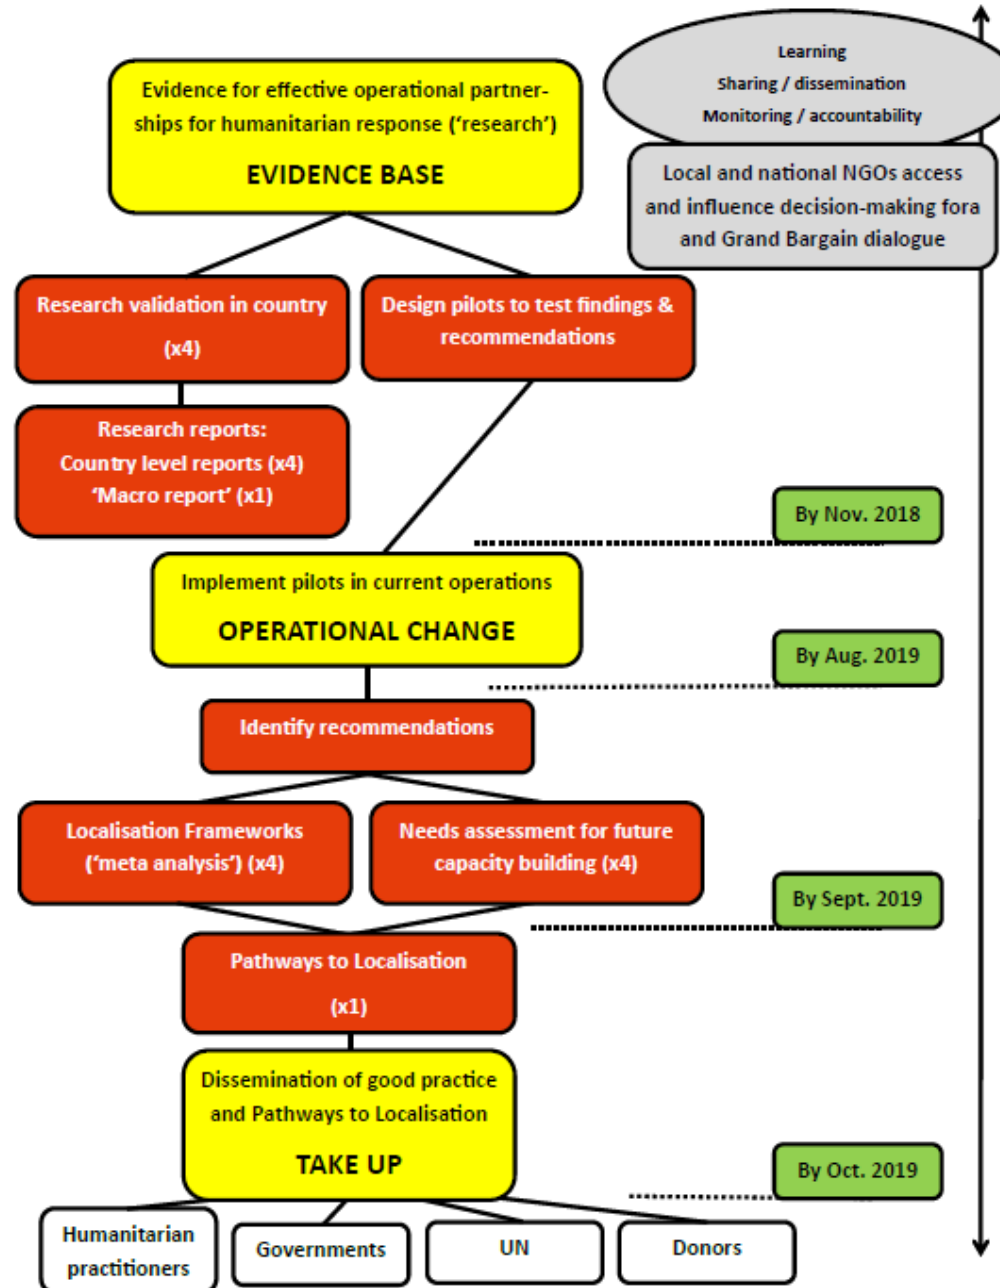 Learning
Sharing / dissemination
Monitoring / accountability
Local and national NGOs access
and influence decision-making fora
and Grand Bargain dialogue
Evidence for effective operational partner-
ships for humanitarian response (‘research’)
EVIDENCE BASE
Research validation in country
(x4)
Design pilots to test findings &
recommendations
Research reports:
Country level reports (x4)
‘Macro report’ (x1)
By Nov. 2018
Implement pilots in current operations
OPERATIONAL CHANGE
By Aug. 2019
Identify recommendations
Localisation Frameworks
(‘meta analysis’) (x4)
Needs assessment for future
capacity building (x4)
By Sept. 2019
Pathways to Localisation
(x1)
Dissemination of good practice
and Pathways to Localisation
TAKE UP
By Oct. 2019
Humanitarian
practitioners
Governments
UN
Donors